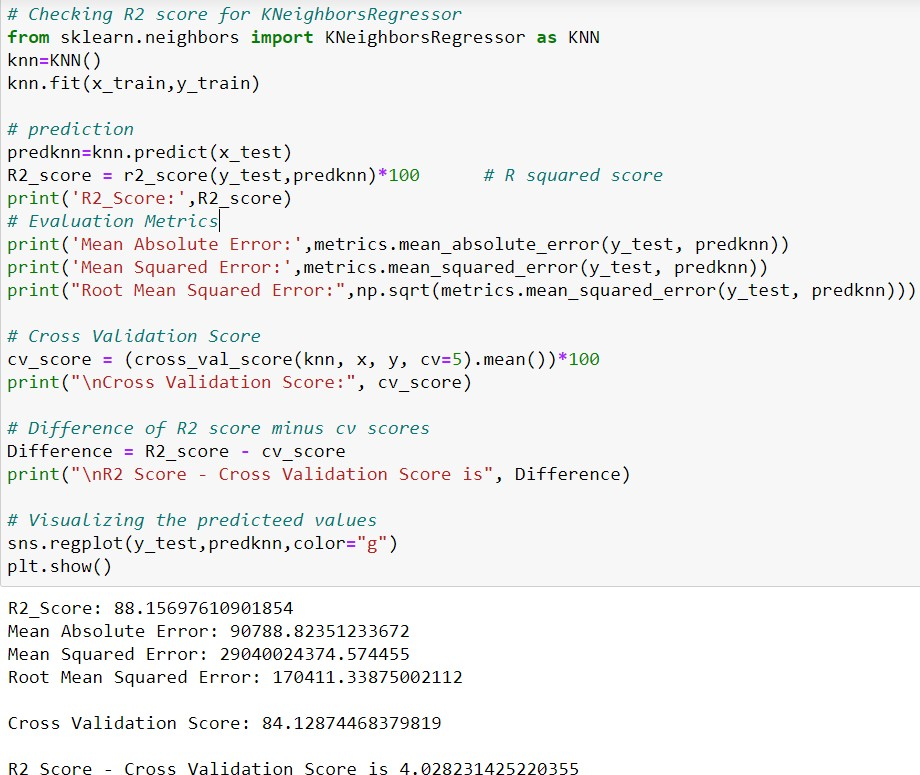 # Checking R2 score for KNeighborsRegressor
from sklearn.neighbors import KNeighborsRegressor as KNN
knn=KNN()
knn.fit(x_train,y_train)
# prediction
predknn=knn.predict(x_test)
R2_score = r2_score(y_test,predknn)*100      # R squared score
print('R2_Score:',R2_score)
# Evaluation Metrics
print('Mean Absolute Error:',metrics.mean_absolute_error(y_test, predknn))
print('Mean Squared Error:',metrics.mean_squared_error(y_test, predknn))
print("Root Mean Squared Error:",np.sqrt(metrics.mean_squared_error(y_test, predknn)))
# Cross Validation Score
cv_score = (cross_val_score(knn, x, y, cv=5).mean())*100
print("\nCross Validation Score:", cv_score)
# Difference of R2 score minus cv scores
Difference = R2_score - cv_score
print("\nR2 Score - Cross Validation Score is", Difference)
# Visualizing the predicteed values
sns.regplot(y_test,predknn,color="g")
plt.show()
R2_Score: 88.15697610901854
Mean Absolute Error: 90788.82351233672
Mean Squared Error: 29040024374.574455
Root Mean Squared Error: 170411.33875002112
Cross Validation Score: 84.12874468379819
R2 Score - Cross Validation Score is 4.028231425220355